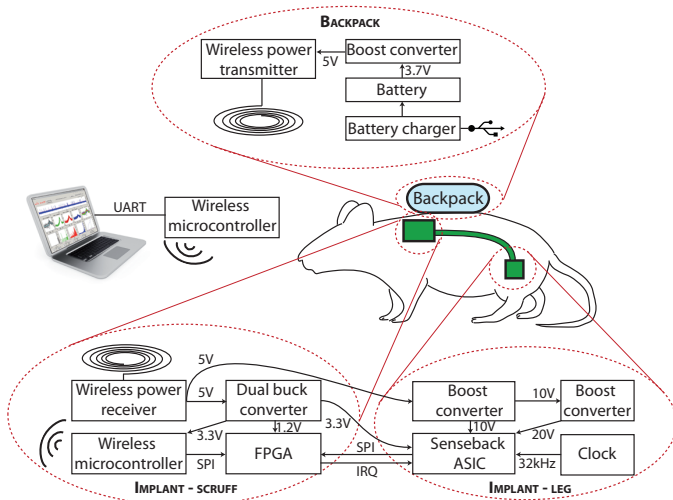 BACKPACK
Wireless power
transmitter
5V
Boost converter
3.7V
Battery
Battery charger
UART
Wireless
microcontroller
Backpack
5V
Wireless power
receiver
5V
Dual buck
converter
Boost
converter
10V
Boost
converter
3.3V
1.2V
3.3V
10V
20V
Wireless
microcontroller
SPI
FPGA
SPI
IRQ
Senseback
ASIC
32kHz
Clock
IMPLANT - SCRUFF
IMPLANT - LEG